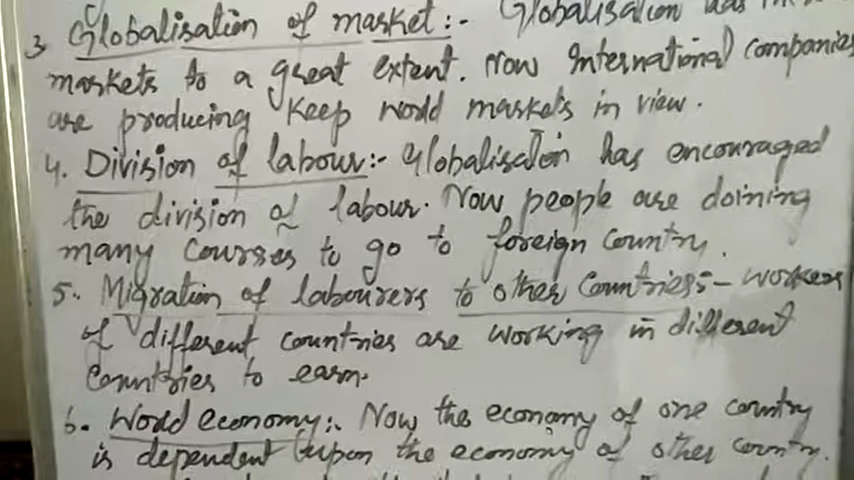 3 Globalisation of market:- Globalisation has
markets to a great extent. Now International companies
are producing keep world markets in view.
4. Division of labour:- Globalisation has encouraged
the division of labour. Now people are doining
many courses to go to foreign country.
5. Migration of labourers to other countries:- workers
of different countries are working in different
countries to earn.
6. World economy:. Now the economy of one country
is dependent upon the economy of other country.